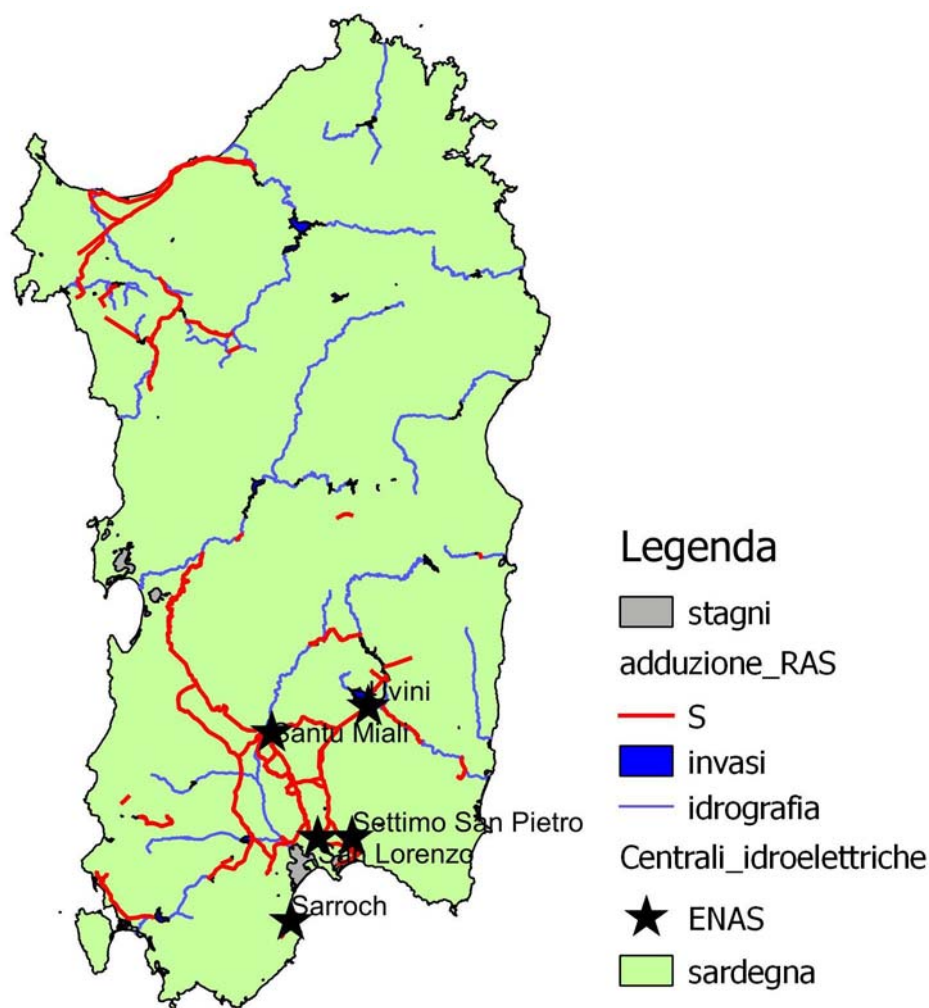 Uvini
Santu Miali
Settimo San Pietro
San Lorenzo
Sarroch
Legenda
stagni
adduzione_RAS
S
invasi
idrografia
Centrali_idroelettriche
ENAS
sardegna